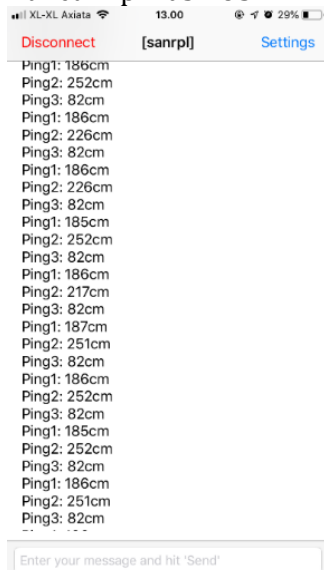 XL-XL Axiata 13.00 29%
Disconnect [sanrpl] Settings
Ping1: 186cm
Ping2: 252cm
Ping3: 82cm
Ping1: 186cm
Ping2: 226cm
Ping3: 82cm
Ping1: 186cm
Ping2: 226cm
Ping3: 82cm
Ping1: 185cm
Ping2: 252cm
Ping3: 82cm
Ping1: 186cm
Ping2: 217cm
Ping3: 82cm
Ping1: 187cm
Ping2: 251cm
Ping3: 82cm
Ping1: 186cm
Ping2: 252cm
Ping3: 82cm
Ping1: 185cm
Ping2: 252cm
Ping3: 82cm
Ping1: 186cm
Ping2: 251cm
Ping3: 82cm
Enter your message and hit 'Send'